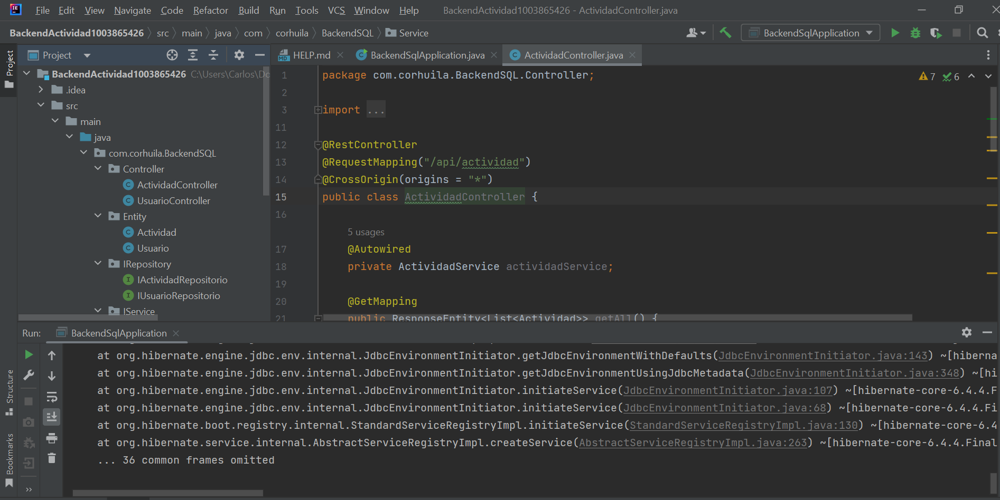 File Edit View Navigate Code Refactor Build Run Tools VCS Window Help BackendActividad1003865426 - ActividadController.java
BackendActividad1003865426 src main java com corhuila BackendSQL Service BackendSqlApplication
Project HELP.md BackendSqlApplication.java ActividadController.java
Project
BackendActividad1003865426 C:\Users\Carlos\Do
.idea
src
main
java
com.corhuila.BackendSQL
Controller
ActividadController
UsuarioController
Entity
Actividad
Usuario
IRepository
IActividadRepositorio
IUsuarioRepositorio
IService
7 6
1 package com.corhuila.BackendSQL.Controller;
2
3 import ...
11
12 @RestController
13 @RequestMapping("/api/actividad")
14 @CrossOrigin(origins = "*")
15 public class ActividadController {
16
5 usages
17 @Autowired
18 private ActividadService actividadService;
19
20 @GetMapping
21 public ResponseEntity<List<Actividad>> getAll() {
Run: BackendSqlApplication
at org.hibernate.engine.jdbc.env.internal.JdbcEnvironmentInitiator.getJdbcEnvironmentWithDefaults(JdbcEnvironmentInitiator.java:143) ~[hiberna
at org.hibernate.engine.jdbc.env.internal.JdbcEnvironmentInitiator.getJdbcEnvironmentUsingJdbcMetadata(JdbcEnvironmentInitiator.java:348) ~[hi
at org.hibernate.engine.jdbc.env.internal.JdbcEnvironmentInitiator.initiateService(JdbcEnvironmentInitiator.java:107) ~[hibernate-core-6.4.4.F
at org.hibernate.engine.jdbc.env.internal.JdbcEnvironmentInitiator.initiateService(JdbcEnvironmentInitiator.java:68) ~[hibernate-core-6.4.4.Fi
at org.hibernate.boot.registry.internal.StandardServiceRegistryImpl.initiateService(StandardServiceRegistryImpl.java:130) ~[hibernate-core-6.4
at org.hibernate.service.internal.AbstractServiceRegistryImpl.createService(AbstractServiceRegistryImpl.java:263) ~[hibernate-core-6.4.4.Final
... 36 common frames omitted
Structure
Bookmarks